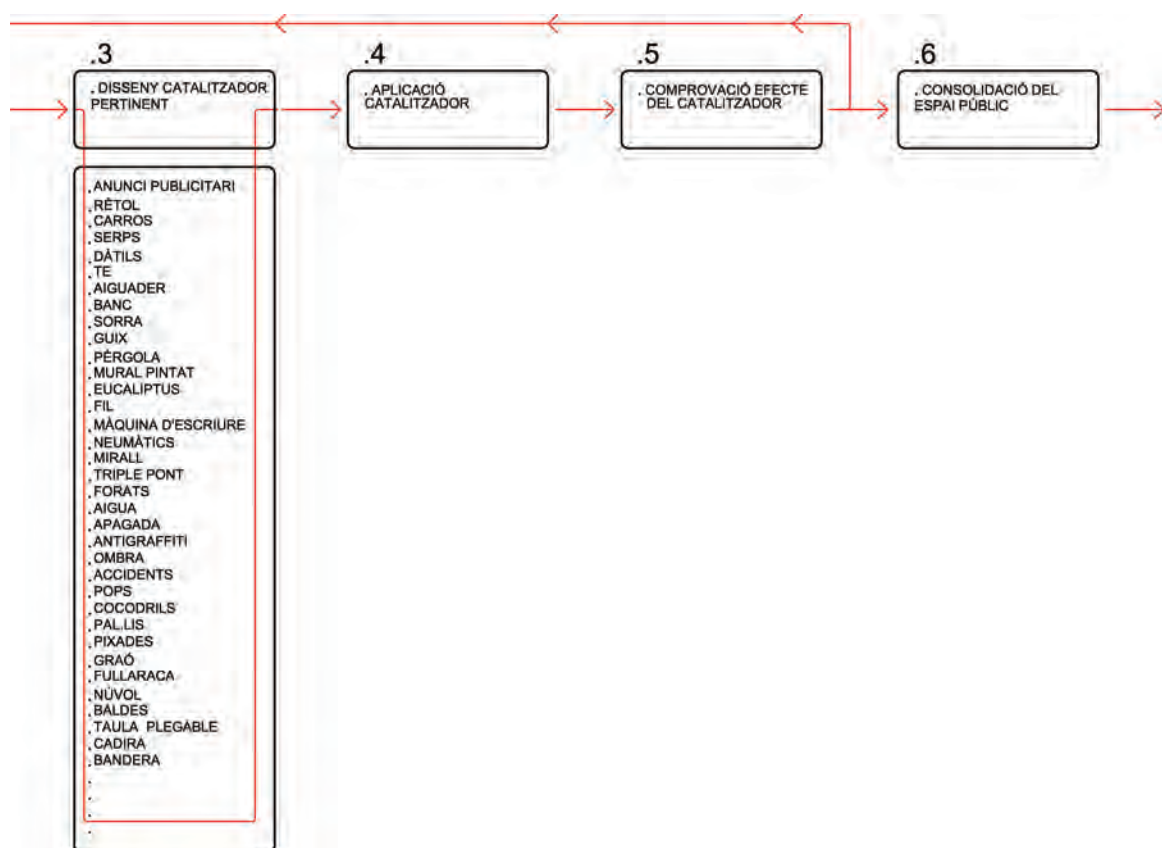 .3
.4
.5
.6
. DISSENY CATALITZADOR
PERTINENT
. APLICACIÓ
CATALITZADOR
. COMPROVACIÓ EFECTE
DEL CATALITZADOR
. CONSOLIDACIÓ DEL
ESPAI PÚBLIC
. ANUNCI PUBLICITARI
. RÈTOL
. CARROS
. SERPS
. DÀTILS
. TE
. AIGUADER
. BANC
. SORRA
. GUIX
. PÈRGOLA
. MURAL PINTAT
. EUCALIPTUS
. FIL
. MÀQUINA D'ESCRIURE
. NEUMÀTICS
. MIRALL
. TRIPLE PONT
. FORATS
. AIGUA
. APAGADA
. ANTIGRAFFITI
. OMBRA
. ACCIDENTS
. POPS
. COCODRILS
. PAL.LIS
. PIXADES
. GRAÓ
. FULLARACA
. NÚVOL
. BALDES
. TAULA PLEGABLE
. CADIRA
. BANDERA
.
.
.
.